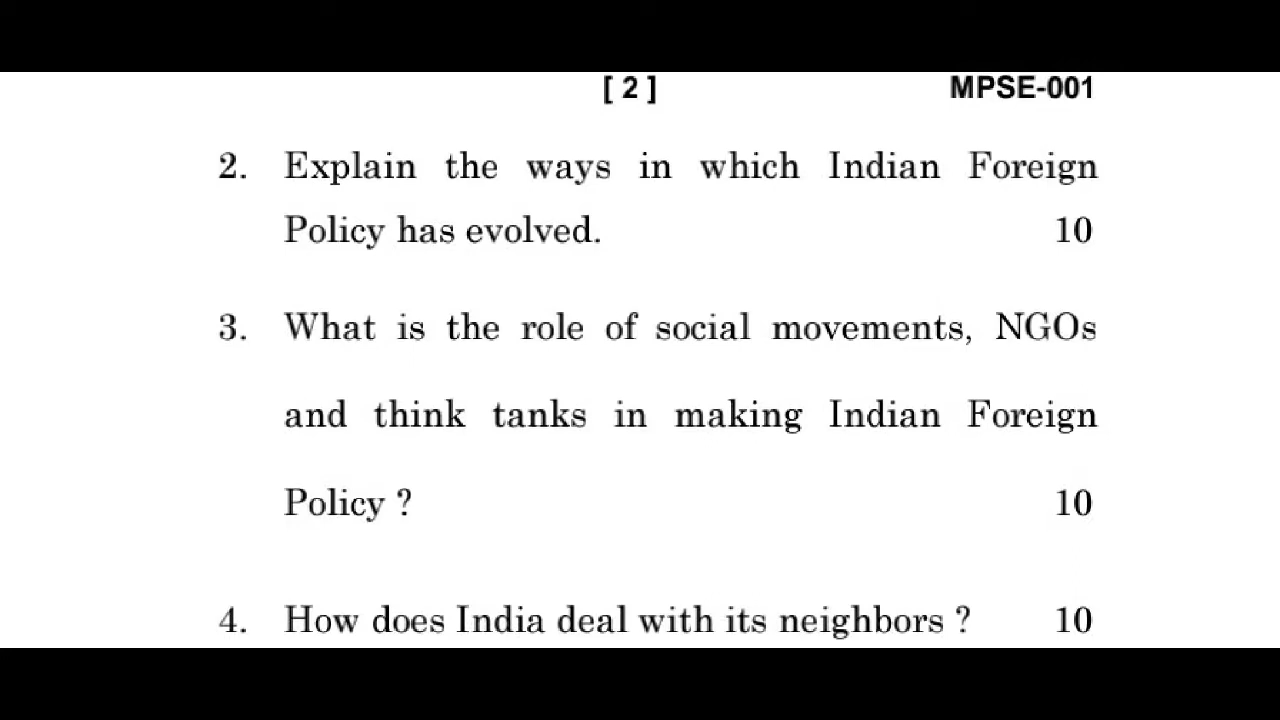 [ 2 ] MPSE-001
2. Explain the ways in which Indian Foreign
Policy has evolved. 10
3. What is the role of social movements, NGOs
and think tanks in making Indian Foreign
Policy ? 10
4. How does India deal with its neighbors ? 10